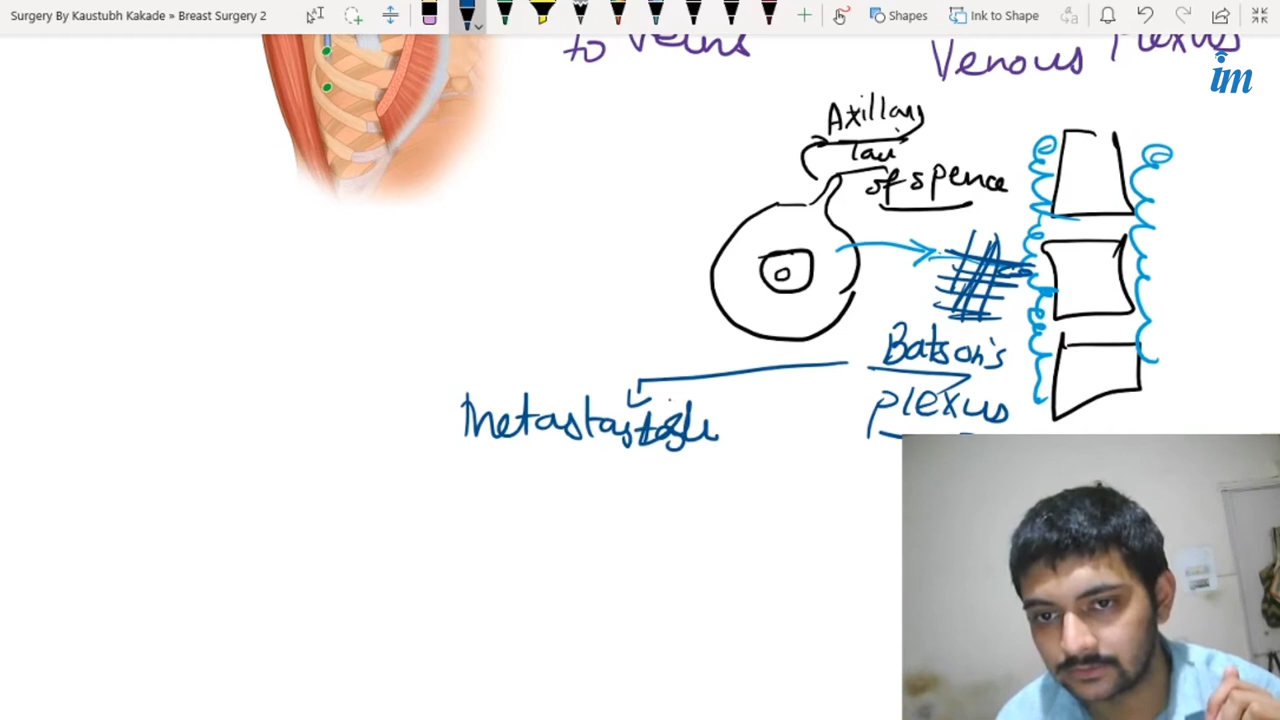 Surgery By Kaustubh Kakade » Breast Surgery 2
Shapes
Ink to Shape
to Veins
Venous Plexus
im
Axillary
Tail
of spence
Batson's
plexus